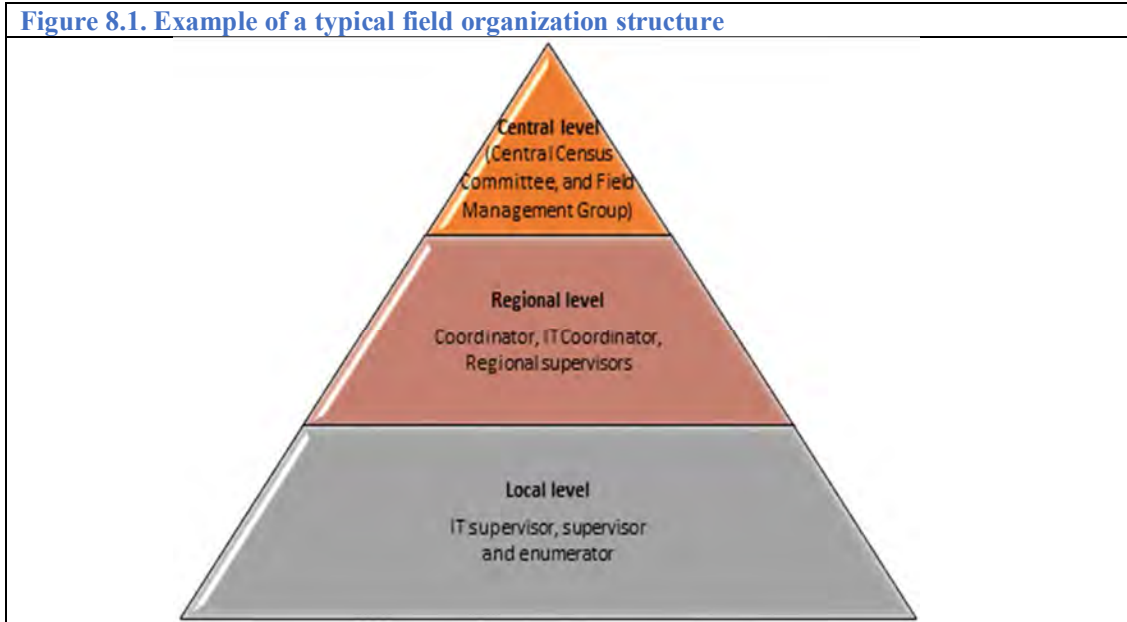 Figure 8.1. Example of a typical field organization structure
Central level
(Central Census
Committee, and Field
Management Group)
Regional level
Coordinator, IT Coordinator,
Regional supervisors
Local level
IT supervisor, supervisor
and enumerator